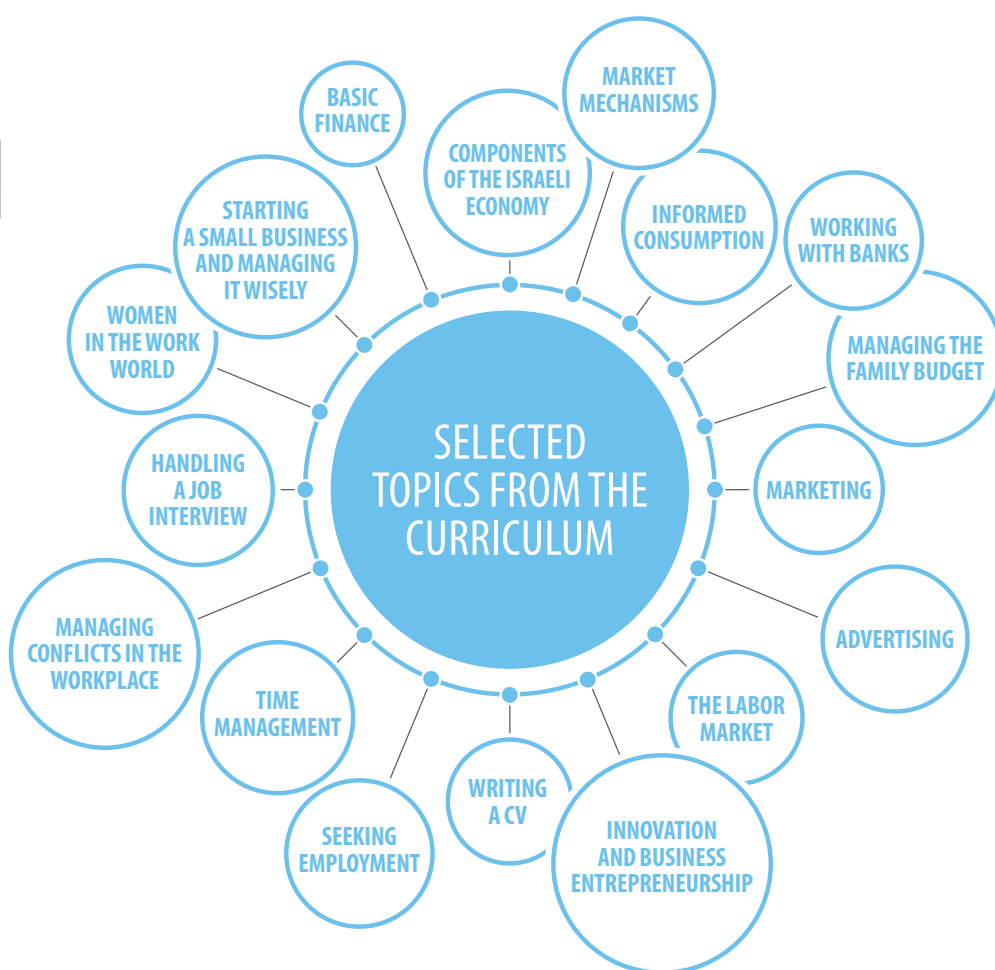 SELECTED
TOPICS FROM THE
CURRICULUM
COMPONENTS
OF THE ISRAELI
ECONOMY
MARKET
MECHANISMS
INFORMED
CONSUMPTION
WORKING
WITH BANKS
MANAGING THE
FAMILY BUDGET
MARKETING
ADVERTISING
THE LABOR
MARKET
INNOVATION
AND BUSINESS
ENTREPRENEURSHIP
WRITING
A CV
SEEKING
EMPLOYMENT
TIME
MANAGEMENT
MANAGING
CONFLICTS IN THE
WORKPLACE
HANDLING
A JOB
INTERVIEW
WOMEN
IN THE WORK
WORLD
STARTING
A SMALL BUSINESS
AND MANAGING
IT WISELY
BASIC
FINANCE